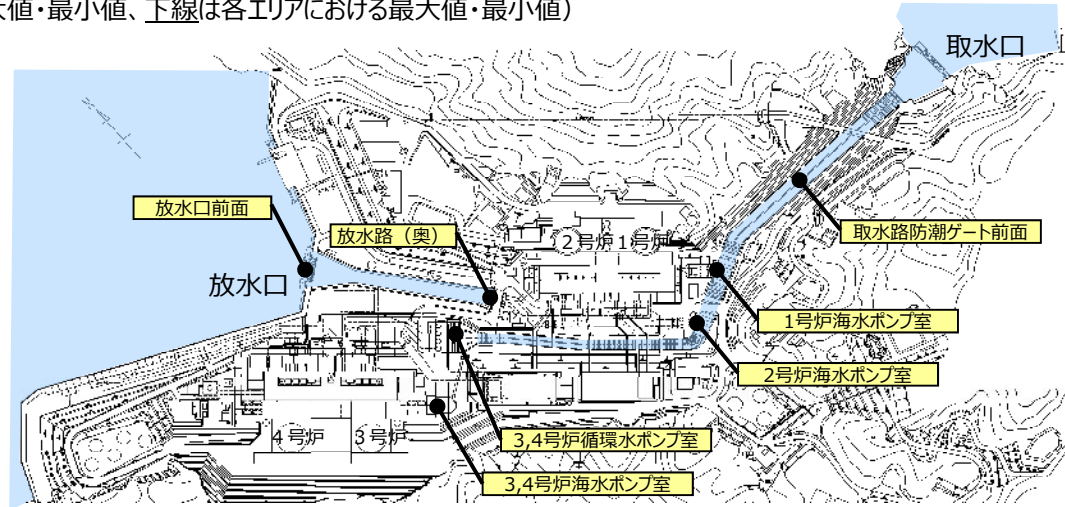 大値・最小値、下線は各エリアにおける最大値・最小値）
取水口
放水口前面
放水路（奥）
２号炉
１号炉
取水路防潮ゲート前面
放水口
1号炉海水ポンプ室
2号炉海水ポンプ室
４号炉
３号炉
3,4号炉循環水ポンプ室
3,4号炉海水ポンプ室